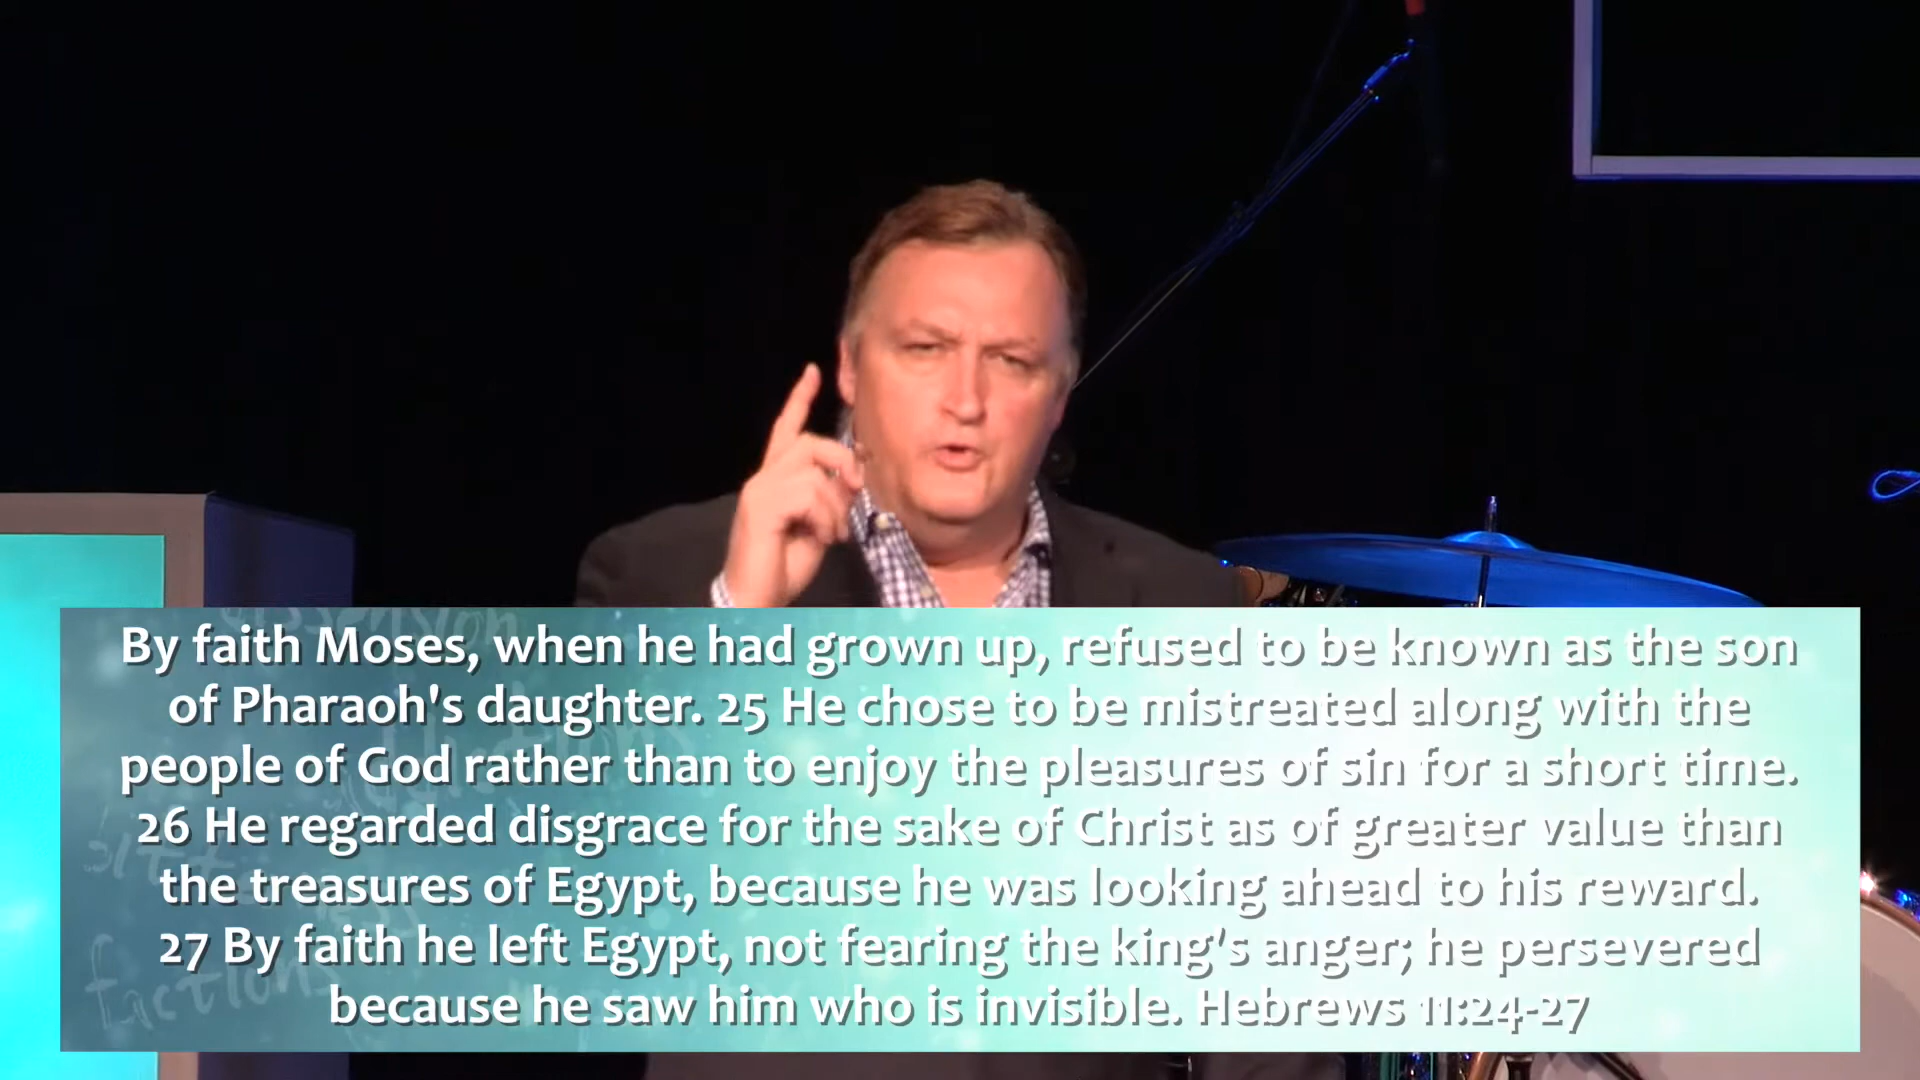 By faith Moses, when he had grown up, refused to be known as the son
of Pharaoh's daughter. 25 He chose to be mistreated along with the
people of God rather than to enjoy the pleasures of sin for a short time.
26 He regarded disgrace for the sake of Christ as of greater value than
the treasures of Egypt, because he was looking ahead to his reward.
27 By faith he left Egypt, not fearing the king's anger; he persevered
because he saw him who is invisible. Hebrews 11:24-27
factions